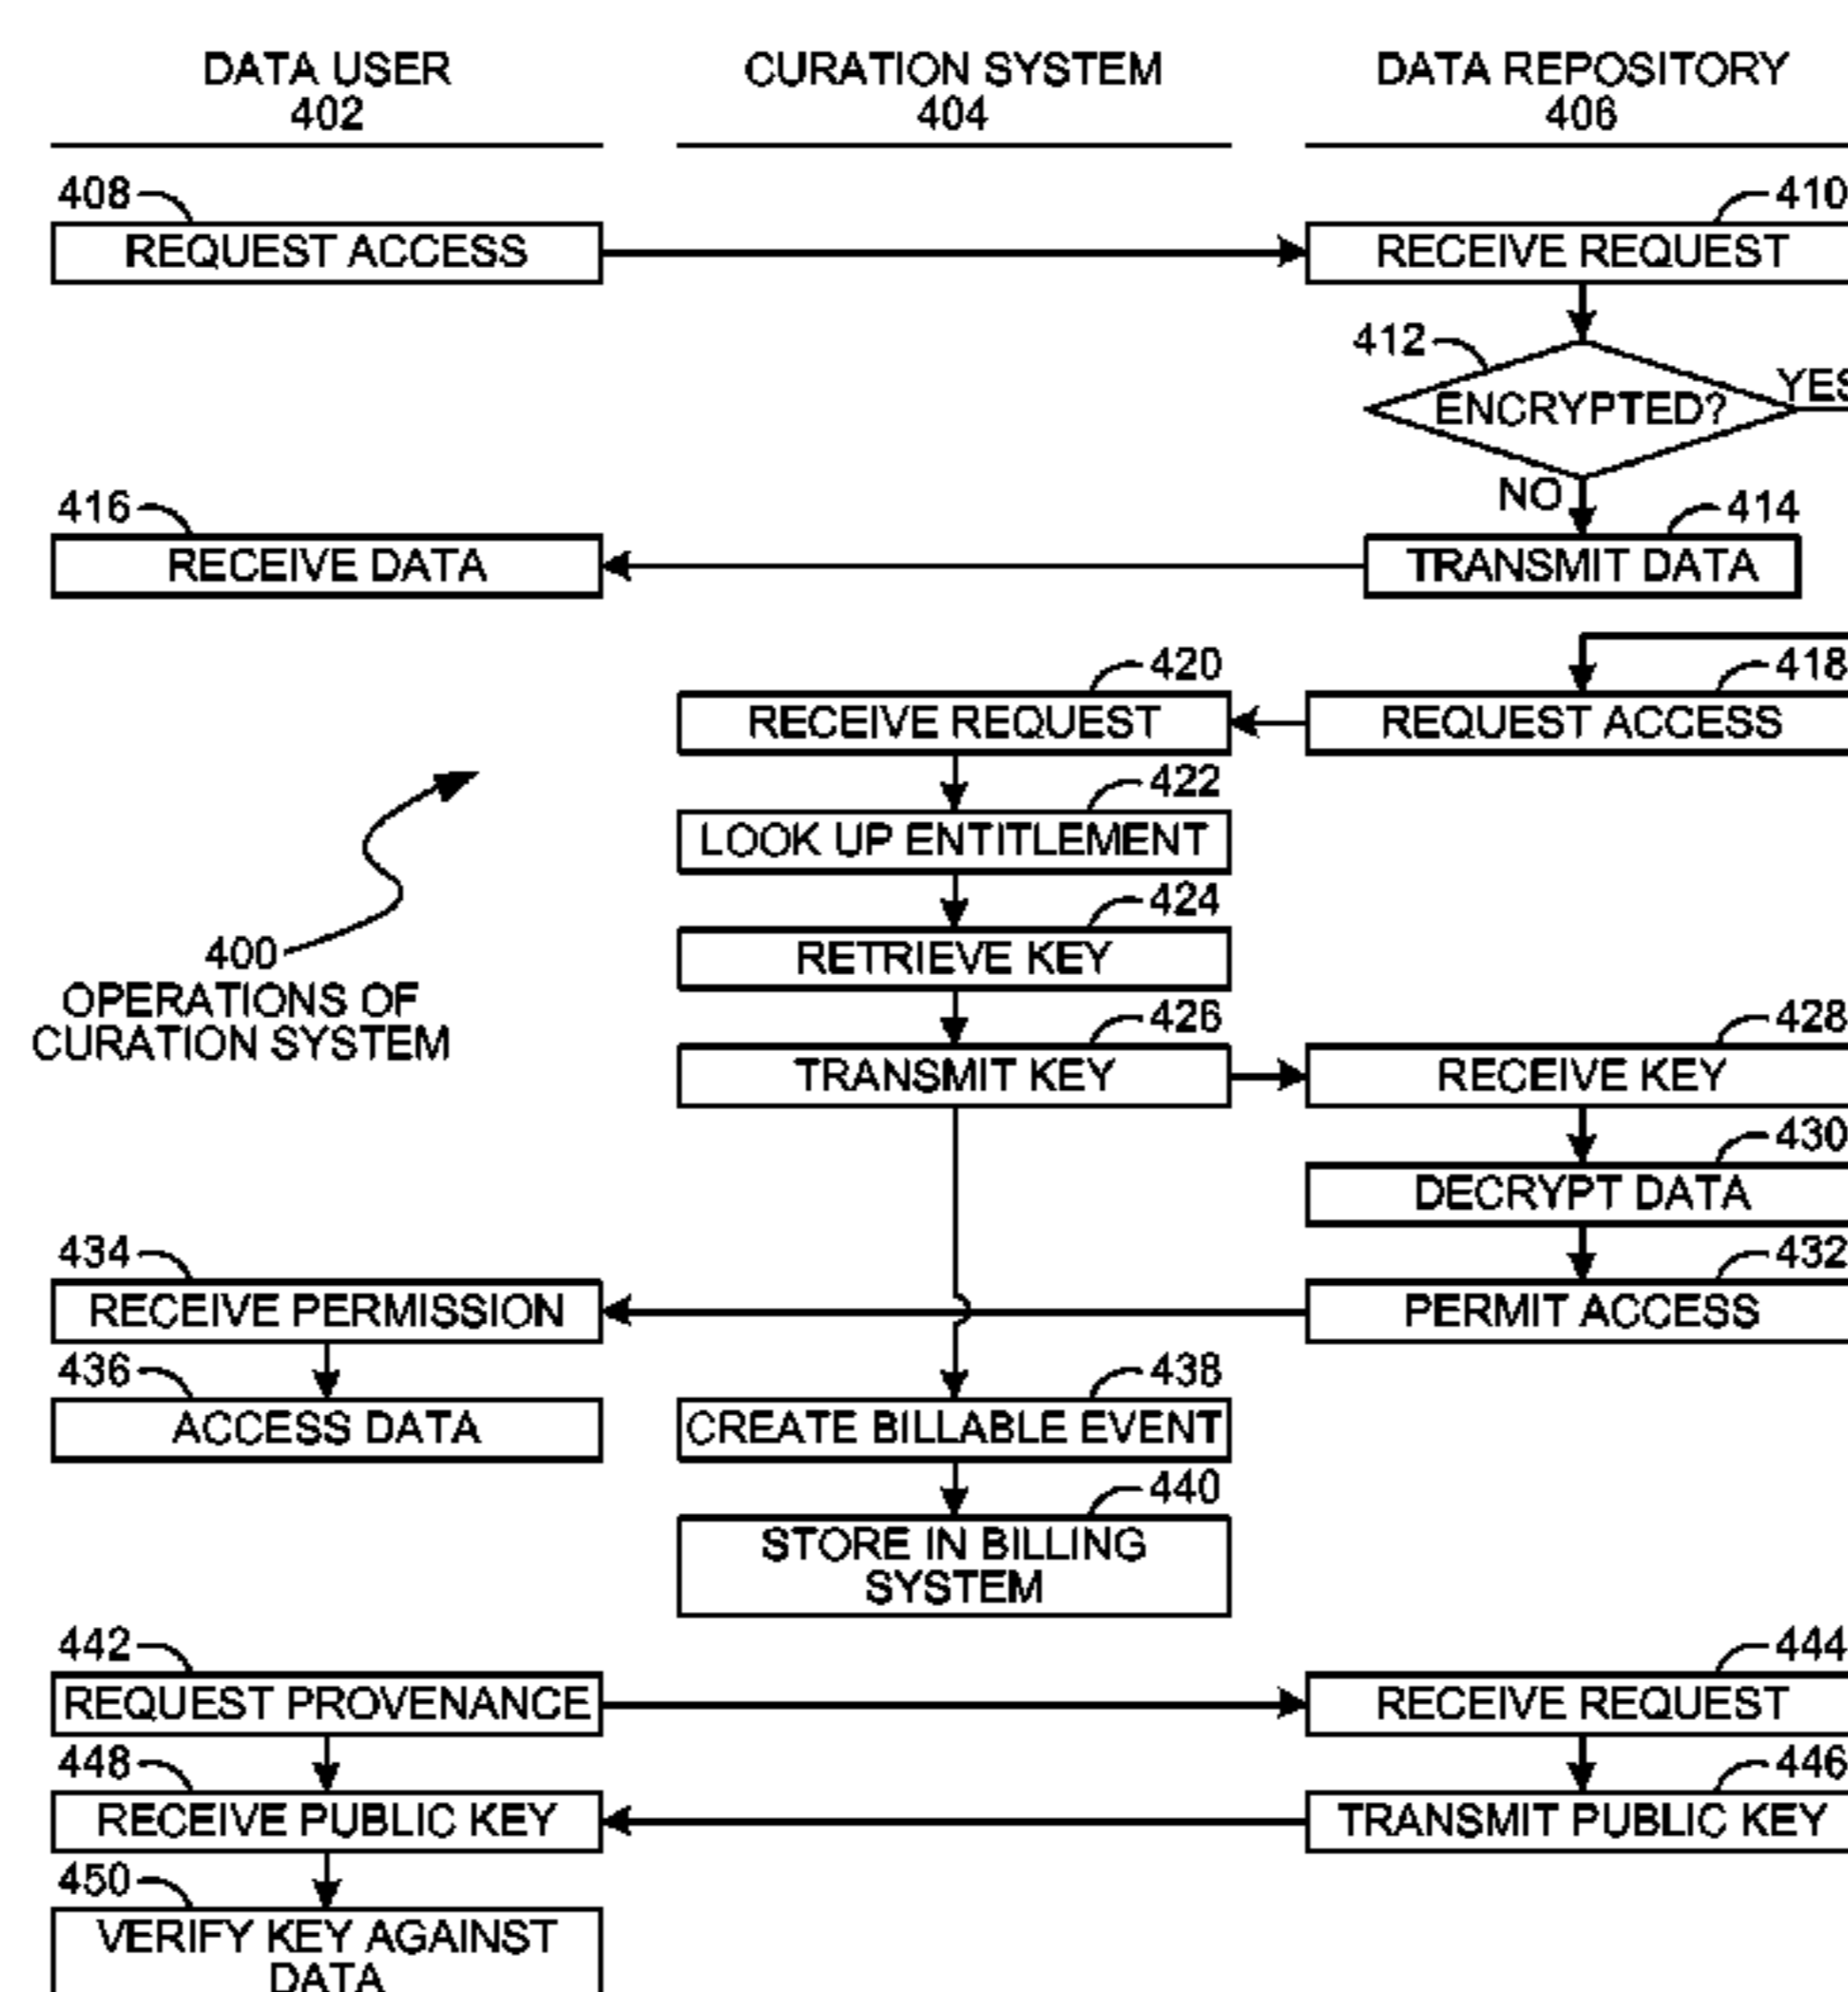 DATA USER
402
CURATION SYSTEM
404
DATA REPOSITORY
406
408
REQUEST ACCESS
410
RECEIVE REQUEST
412
ENCRYPTED?
YES
NO
416
RECEIVE DATA
414
TRANSMIT DATA
420
RECEIVE REQUEST
418
REQUEST ACCESS
422
LOOK UP ENTITLEMENT
424
RETRIEVE KEY
400
OPERATIONS OF
CURATION SYSTEM
426
TRANSMIT KEY
428
RECEIVE KEY
430
DECRYPT DATA
434
RECEIVE PERMISSION
432
PERMIT ACCESS
436
ACCESS DATA
438
CREATE BILLABLE EVENT
440
STORE IN BILLING
SYSTEM
442
REQUEST PROVENANCE
444
RECEIVE REQUEST
448
RECEIVE PUBLIC KEY
446
TRANSMIT PUBLIC KEY
450
VERIFY KEY AGAINST
DATA